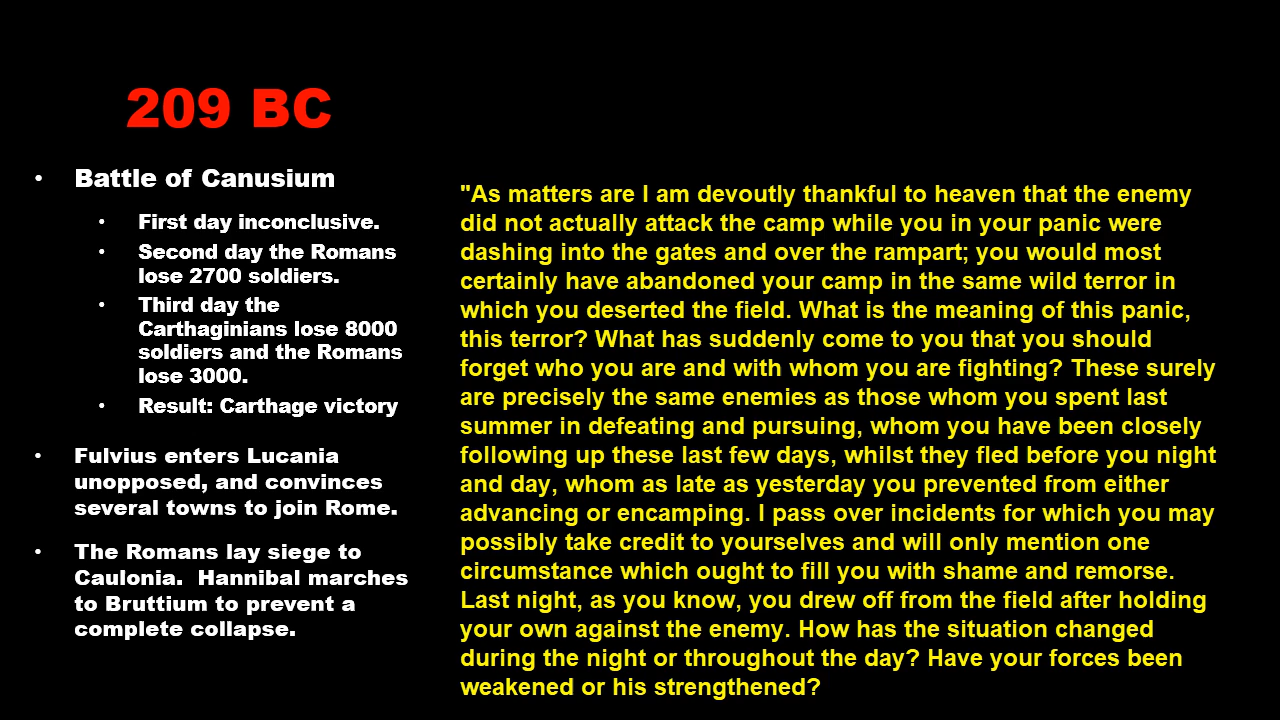 209 BC
• Battle of Canusium
• First day inconclusive.
• Second day the Romans
lose 2700 soldiers.
• Third day the
Carthaginians lose 8000
soldiers and the Romans
lose 3000.
• Result: Carthage victory
• Fulvius enters Lucania
unopposed, and convinces
several towns to join Rome.
• The Romans lay siege to
Caulonia.  Hannibal marches
to Bruttium to prevent a
complete collapse.
"As matters are I am devoutly thankful to heaven that the enemy
did not actually attack the camp while you in your panic were
dashing into the gates and over the rampart; you would most
certainly have abandoned your camp in the same wild terror in
which you deserted the field. What is the meaning of this panic,
this terror? What has suddenly come to you that you should
forget who you are and with whom you are fighting? These surely
are precisely the same enemies as those whom you spent last
summer in defeating and pursuing, whom you have been closely
following up these last few days, whilst they fled before you night
and day, whom as late as yesterday you prevented from either
advancing or encamping. I pass over incidents for which you may
possibly take credit to yourselves and will only mention one
circumstance which ought to fill you with shame and remorse.
Last night, as you know, you drew off from the field after holding
your own against the enemy. How has the situation changed
during the night or throughout the day? Have your forces been
weakened or his strengthened?